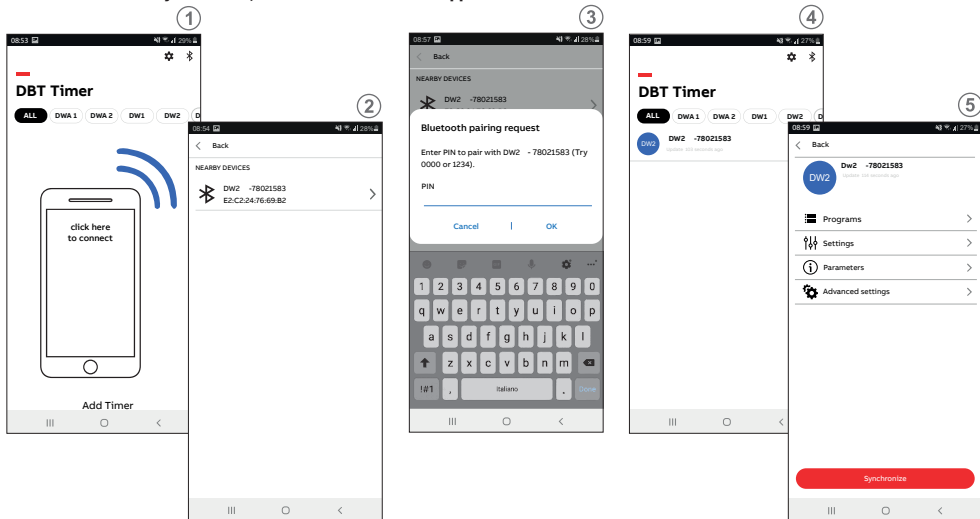 1
08:53
29%
DBT Timer
ALL DWA 1 DWA 2 DW1 DW2 D
click here
to connect
Add Timer
2
08:54
28%
Back
NEARBY DEVICES
DW2 -78021583
E2:C2:24:76:69:B2
3
08:57
28%
Back
NEARBY DEVICES
DW2 -78021583
Bluetooth pairing request
Enter PIN to pair with DW2 - 78021583 (Try
0000 or 1234).
PIN
Cancel | OK
1 2 3 4 5 6 7 8 9 0
q w e r t y u i o p
a s d f g h j k l
z x c v b n m
!#1 , Italiano . Done
4
08:59
27%
DBT Timer
ALL DWA 1 DWA 2 DW1 DW2 D
DW2
DW2 -78021583
seconds ago
5
08:59
27%
Back
DW2
Dw2 -78021583
seconds ago
Programs
Settings
Parameters
Advanced settings
Synchronize